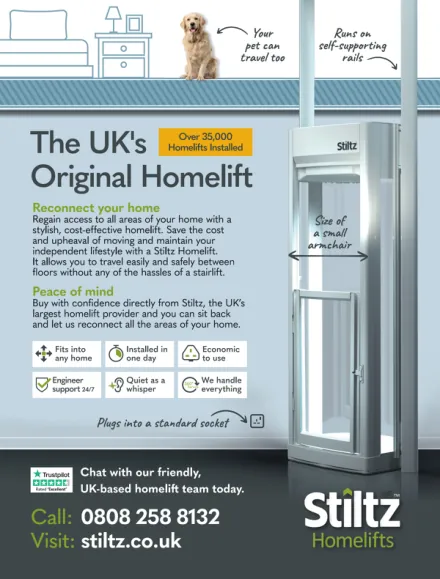 Your
pet can
travel too
Runs on
self-supporting
rails
The UK's
Original Homelift
Over 35,000
Homelifts Installed
Stiltz
Reconnect your home
Regain access to all areas of your home with a
stylish, cost-effective homelift. Save the cost
and upheaval of moving and maintain your
independent lifestyle with a Stiltz Homelift.
It allows you to travel easily and safely between
floors without any of the hassles of a stairlift.
Size of
a small
armchair
Peace of mind
Buy with confidence directly from Stiltz, the UK's
largest homelift provider and you can sit back
and let us reconnect all the areas of your home.
Fits into
any home
Installed in
one day
Economic
to use
Engineer
support 24/7
Quiet as a
whisper
We handle
everything
Plugs into a standard socket
Trustpilot
Rated "Excellent"
Chat with our friendly,
UK-based homelift team today.
Call: 0808 258 8132
Visit: stiltz.co.uk
Stiltz™
Homelifts